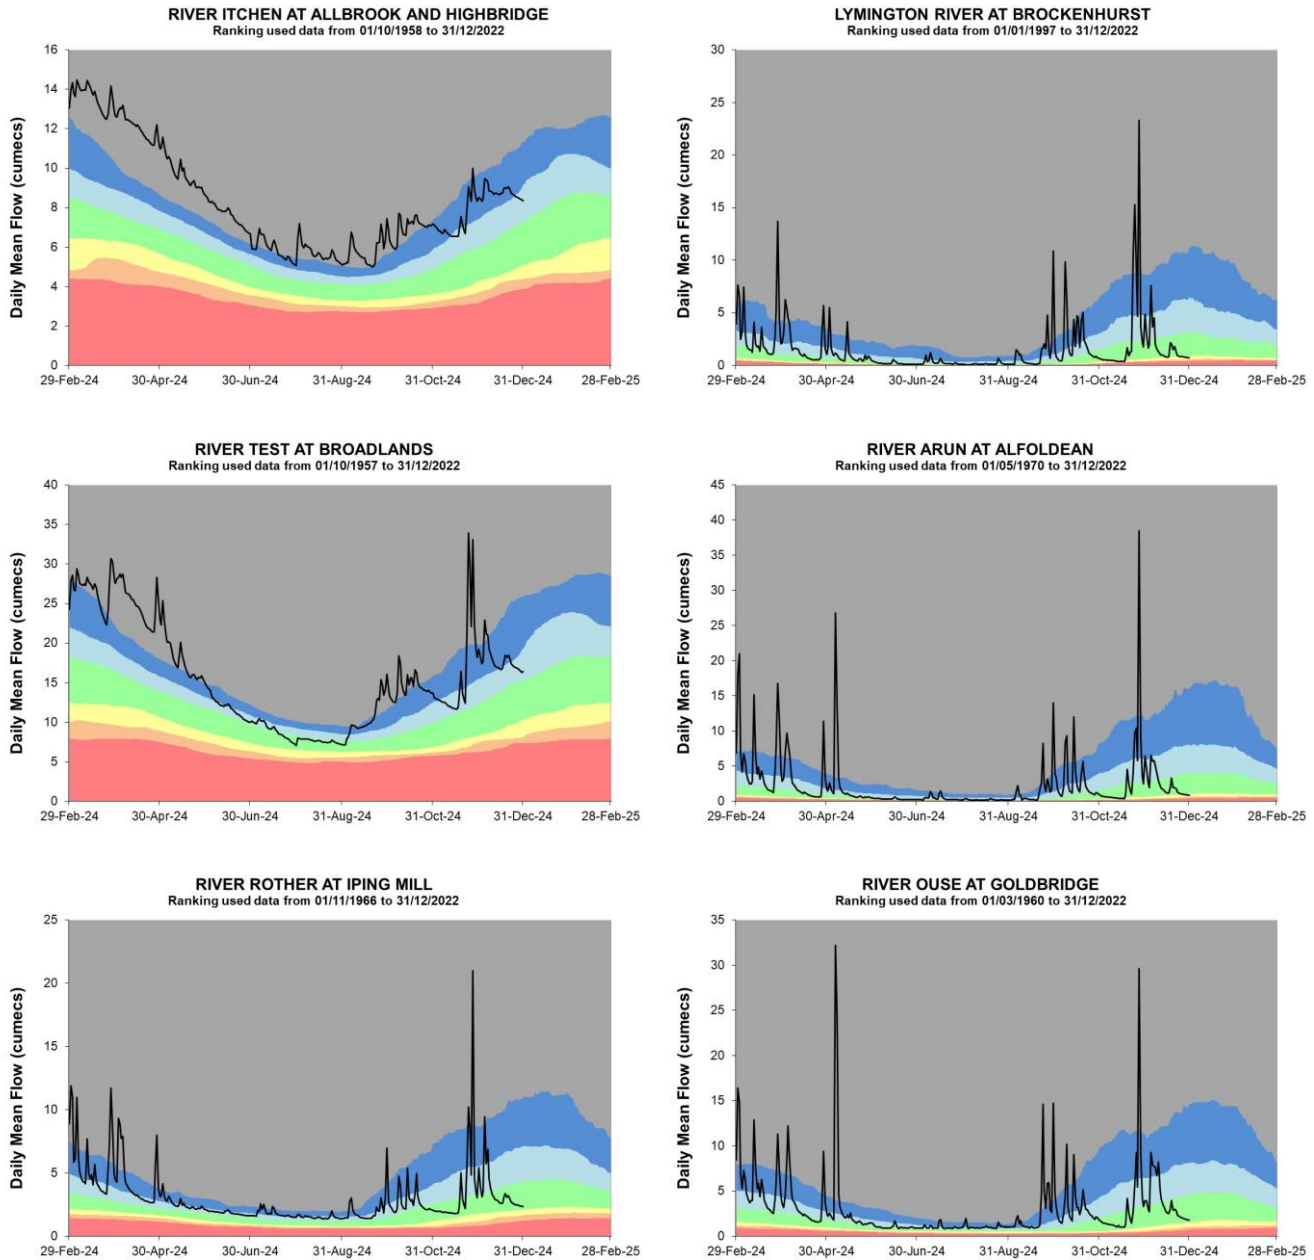 RIVER ITCHEN AT ALLBROOK AND HIGHBRIDGE
Ranking used data from 01/10/1958 to 31/12/2022
Daily Mean Flow (cumecs)
16
14
12
10
8
6
4
2
0
29-Feb-24 30-Apr-24 30-Jun-24 31-Aug-24 31-Oct-24 31-Dec-24 28-Feb-25
LYMINGTON RIVER AT BROCKENHURST
Ranking used data from 01/01/1997 to 31/12/2022
Daily Mean Flow (cumecs)
30
25
20
15
10
5
0
29-Feb-24 30-Apr-24 30-Jun-24 31-Aug-24 31-Oct-24 31-Dec-24 28-Feb-25
RIVER TEST AT BROADLANDS
Ranking used data from 01/10/1957 to 31/12/2022
Daily Mean Flow (cumecs)
40
35
30
25
20
15
10
5
0
29-Feb-24 30-Apr-24 30-Jun-24 31-Aug-24 31-Oct-24 31-Dec-24 28-Feb-25
RIVER ARUN AT ALFOLDEAN
Ranking used data from 01/05/1970 to 31/12/2022
Daily Mean Flow (cumecs)
45
40
35
30
25
20
15
10
5
0
29-Feb-24 30-Apr-24 30-Jun-24 31-Aug-24 31-Oct-24 31-Dec-24 28-Feb-25
RIVER ROTHER AT IPING MILL
Ranking used data from 01/11/1966 to 31/12/2022
Daily Mean Flow (cumecs)
25
20
15
10
5
0
29-Feb-24 30-Apr-24 30-Jun-24 31-Aug-24 31-Oct-24 31-Dec-24 28-Feb-25
RIVER OUSE AT GOLDBRIDGE
Ranking used data from 01/03/1960 to 31/12/2022
Daily Mean Flow (cumecs)
35
30
25
20
15
10
5
0
29-Feb-24 30-Apr-24 30-Jun-24 31-Aug-24 31-Oct-24 31-Dec-24 28-Feb-25